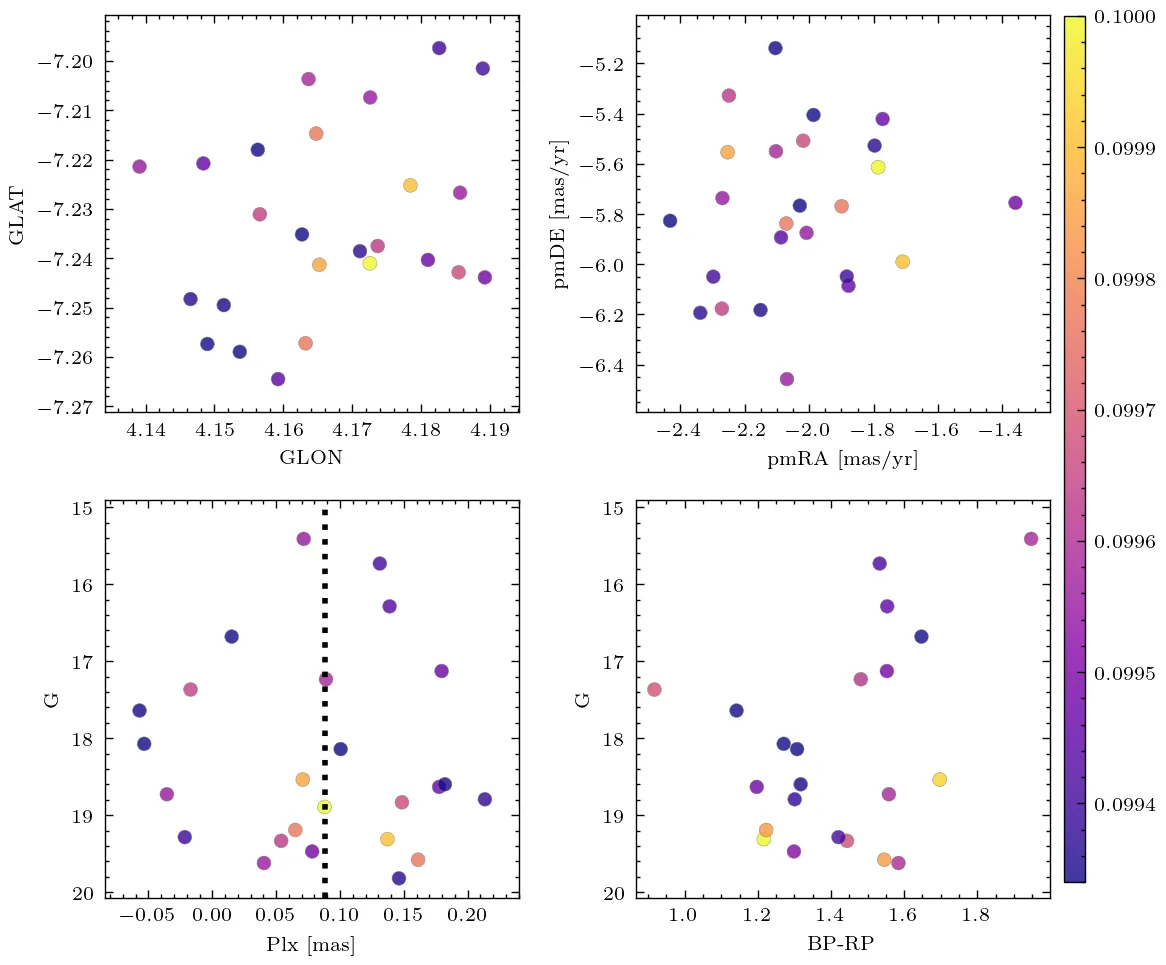 −7.20
−7.21
−7.22
−7.23
−7.24
−7.25
−7.26
−7.27
GLAT
4.14 4.15 4.16 4.17 4.18 4.19
GLON
−5.2
−5.4
−5.6
−5.8
−6.0
−6.2
−6.4
pmDE [mas/yr]
−2.4 −2.2 −2.0 −1.8 −1.6 −1.4
pmRA [mas/yr]
15
16
17
18
19
20
G
−0.05 0.00 0.05 0.10 0.15 0.20
Plx [mas]
15
16
17
18
19
20
G
1.0 1.2 1.4 1.6 1.8
BP-RP
0.1000
0.0999
0.0998
0.0997
0.0996
0.0995
0.0994